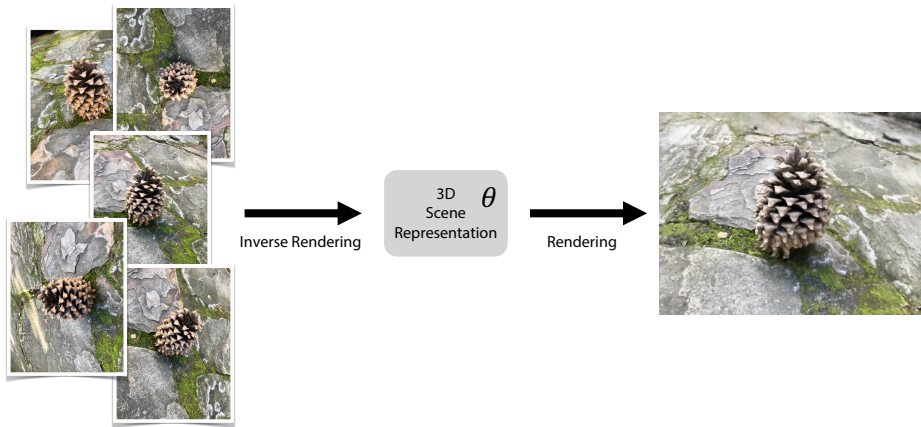 Inverse Rendering
3D
Scene
Representation
θ
Rendering